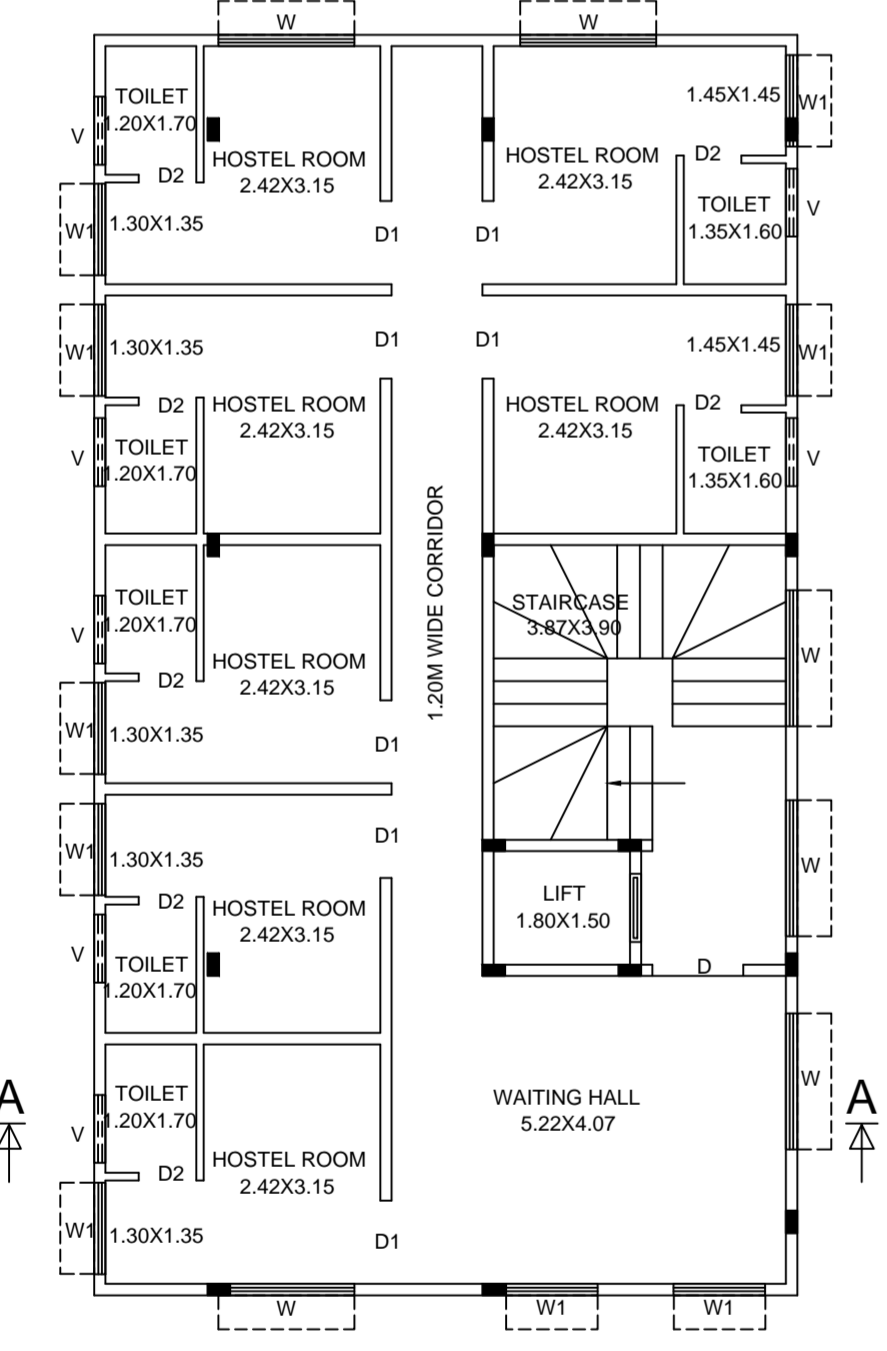 W
W
TOILET
1.20X1.70
V
D2
W1
1.30X1.35
HOSTEL ROOM
2.42X3.15
D1
HOSTEL ROOM
2.42X3.15
D1
1.45X1.45
W1
D2
TOILET
1.35X1.60
V
W1
1.30X1.35
D1
D2
HOSTEL ROOM
2.42X3.15
TOILET
1.20X1.70
V
D1
1.45X1.45
W1
HOSTEL ROOM
2.42X3.15
D2
TOILET
1.35X1.60
V
1.20M WIDE CORRIDOR
TOILET
1.20X1.70
V
D2
HOSTEL ROOM
2.42X3.15
W1
1.30X1.35
D1
STAIRCASE
3.87X3.90
W
W1
1.30X1.35
D1
D2
HOSTEL ROOM
2.42X3.15
V
TOILET
1.20X1.70
LIFT
1.80X1.50
W
D
TOILET
1.20X1.70
V
D2
HOSTEL ROOM
2.42X3.15
W1
1.30X1.35
D1
WAITING HALL
5.22X4.07
W
A
A
W
W1
W1